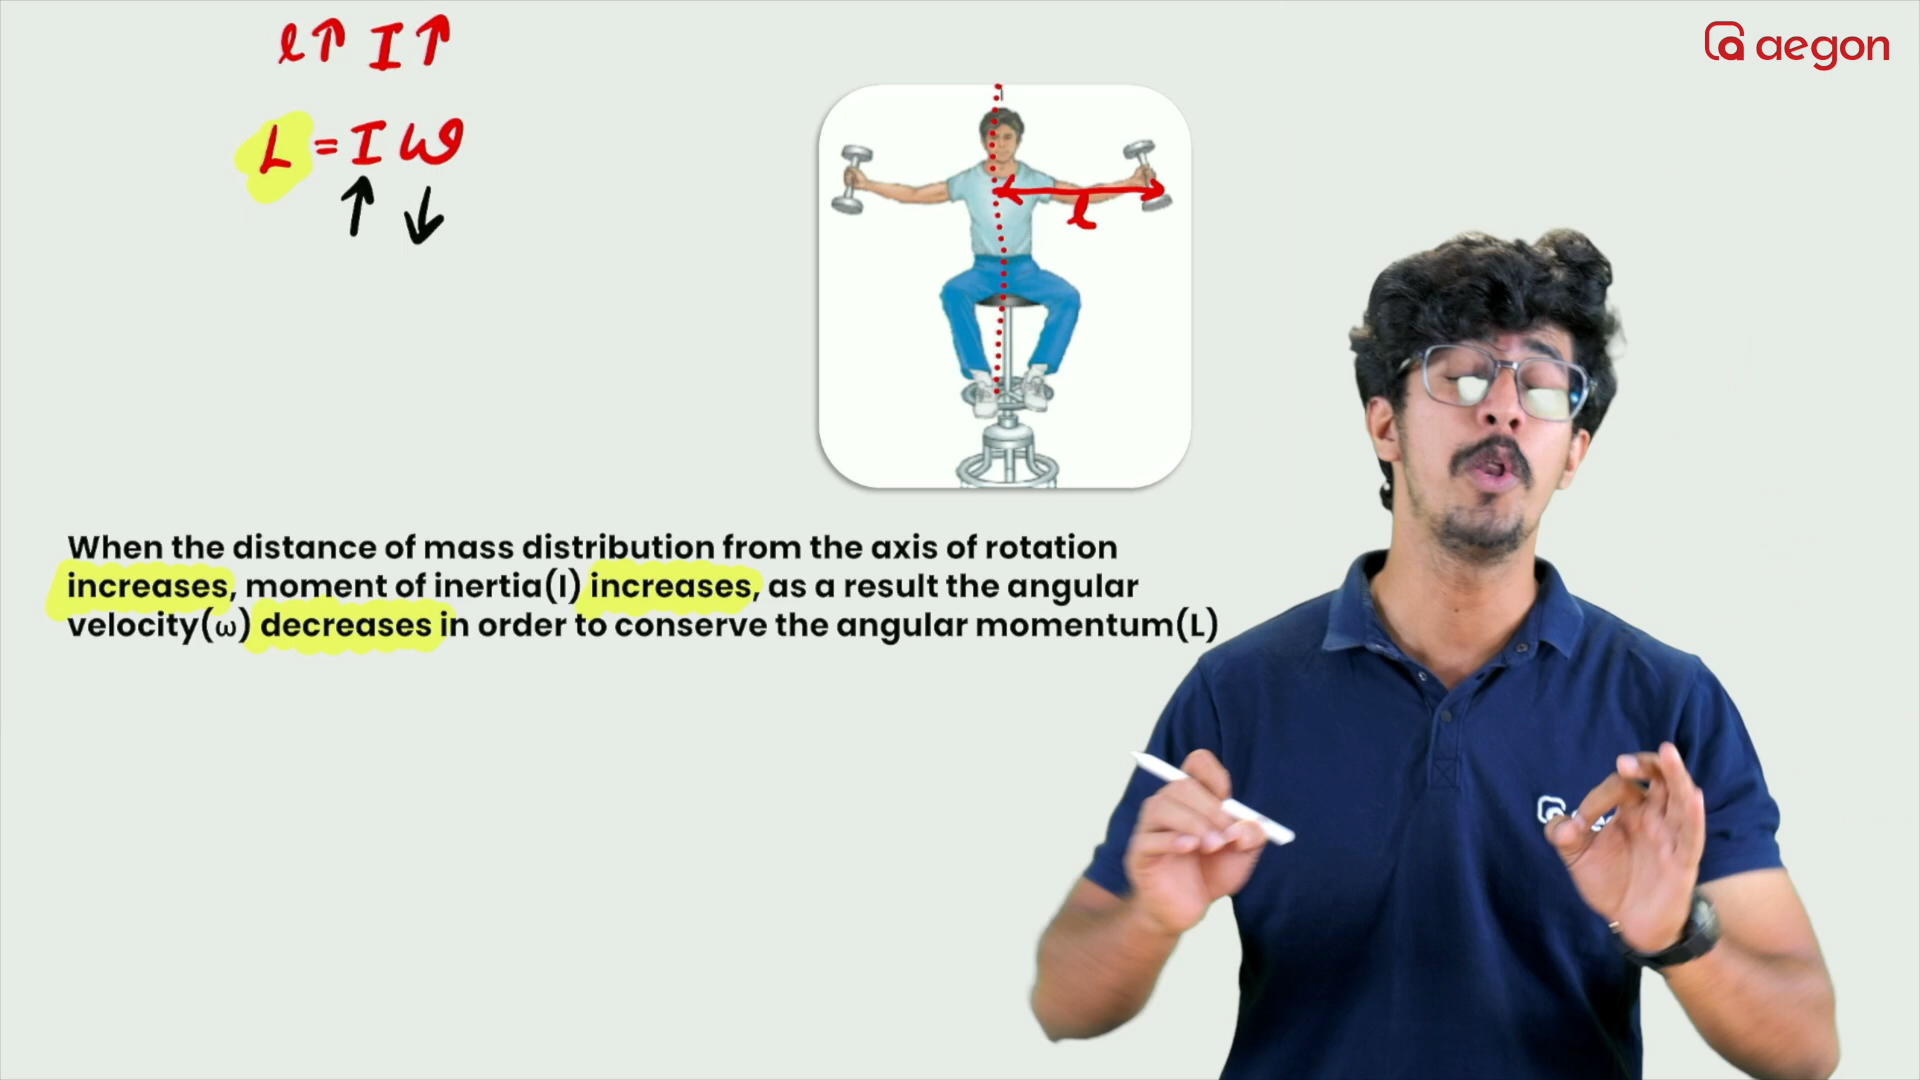 l↑ I↑
aegon
L = I ω
↑ ↓
l
When the distance of mass distribution from the axis of rotation
increases, moment of inertia(I) increases, as a result the angular
velocity(ω) decreases in order to conserve the angular momentum(L)